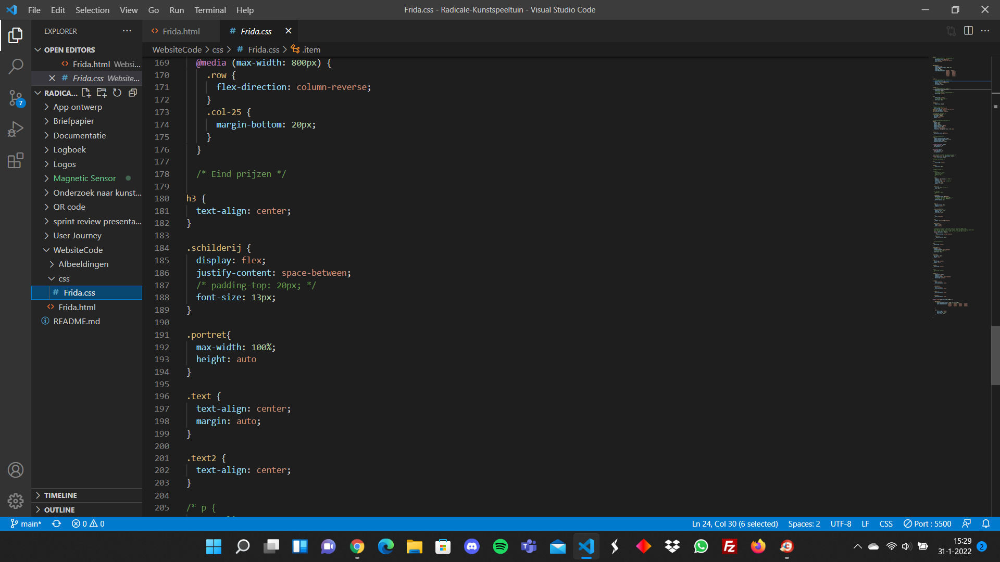 File Edit Selection View Go Run Terminal Help
Frida.css - Radicale-Kunstspeeltuin - Visual Studio Code
EXPLORER
OPEN EDITORS
Frida.html Websi...
Frida.css Website...
RADICA...
7
App ontwerp
Briefpapier
Documentatie
Logboek
Logos
Magnetic Sensor
Onderzoek naar kunst...
QR code
sprint review presenta...
User Journey
WebsiteCode
Afbeeldingen
css
# Frida.css
<> Frida.html
README.md
TIMELINE
OUTLINE
<> Frida.html
# Frida.css
WebsiteCode > css > # Frida.css > .item
169 @media (max-width: 800px) {
170 .row {
171 flex-direction: column-reverse;
172 }
173 .col-25 {
174 margin-bottom: 20px;
175 }
176 }
177
178 /* Eind prijzen */
179
180 h3 {
181 text-align: center;
182 }
183
184 .schilderij {
185 display: flex;
186 justify-content: space-between;
187 /* padding-top: 20px; */
188 font-size: 13px;
189 }
190
191 .portret{
192 max-width: 100%;
193 height: auto
194 }
195
196 .text {
197 text-align: center;
198 margin: auto;
199 }
200
201 .text2 {
202 text-align: center;
203 }
204
205 /* p {
main* 0 0
Ln 24, Col 30 (6 selected) Spaces: 2 UTF-8 LF CSS Port : 5500
15:29
31-1-2022
2